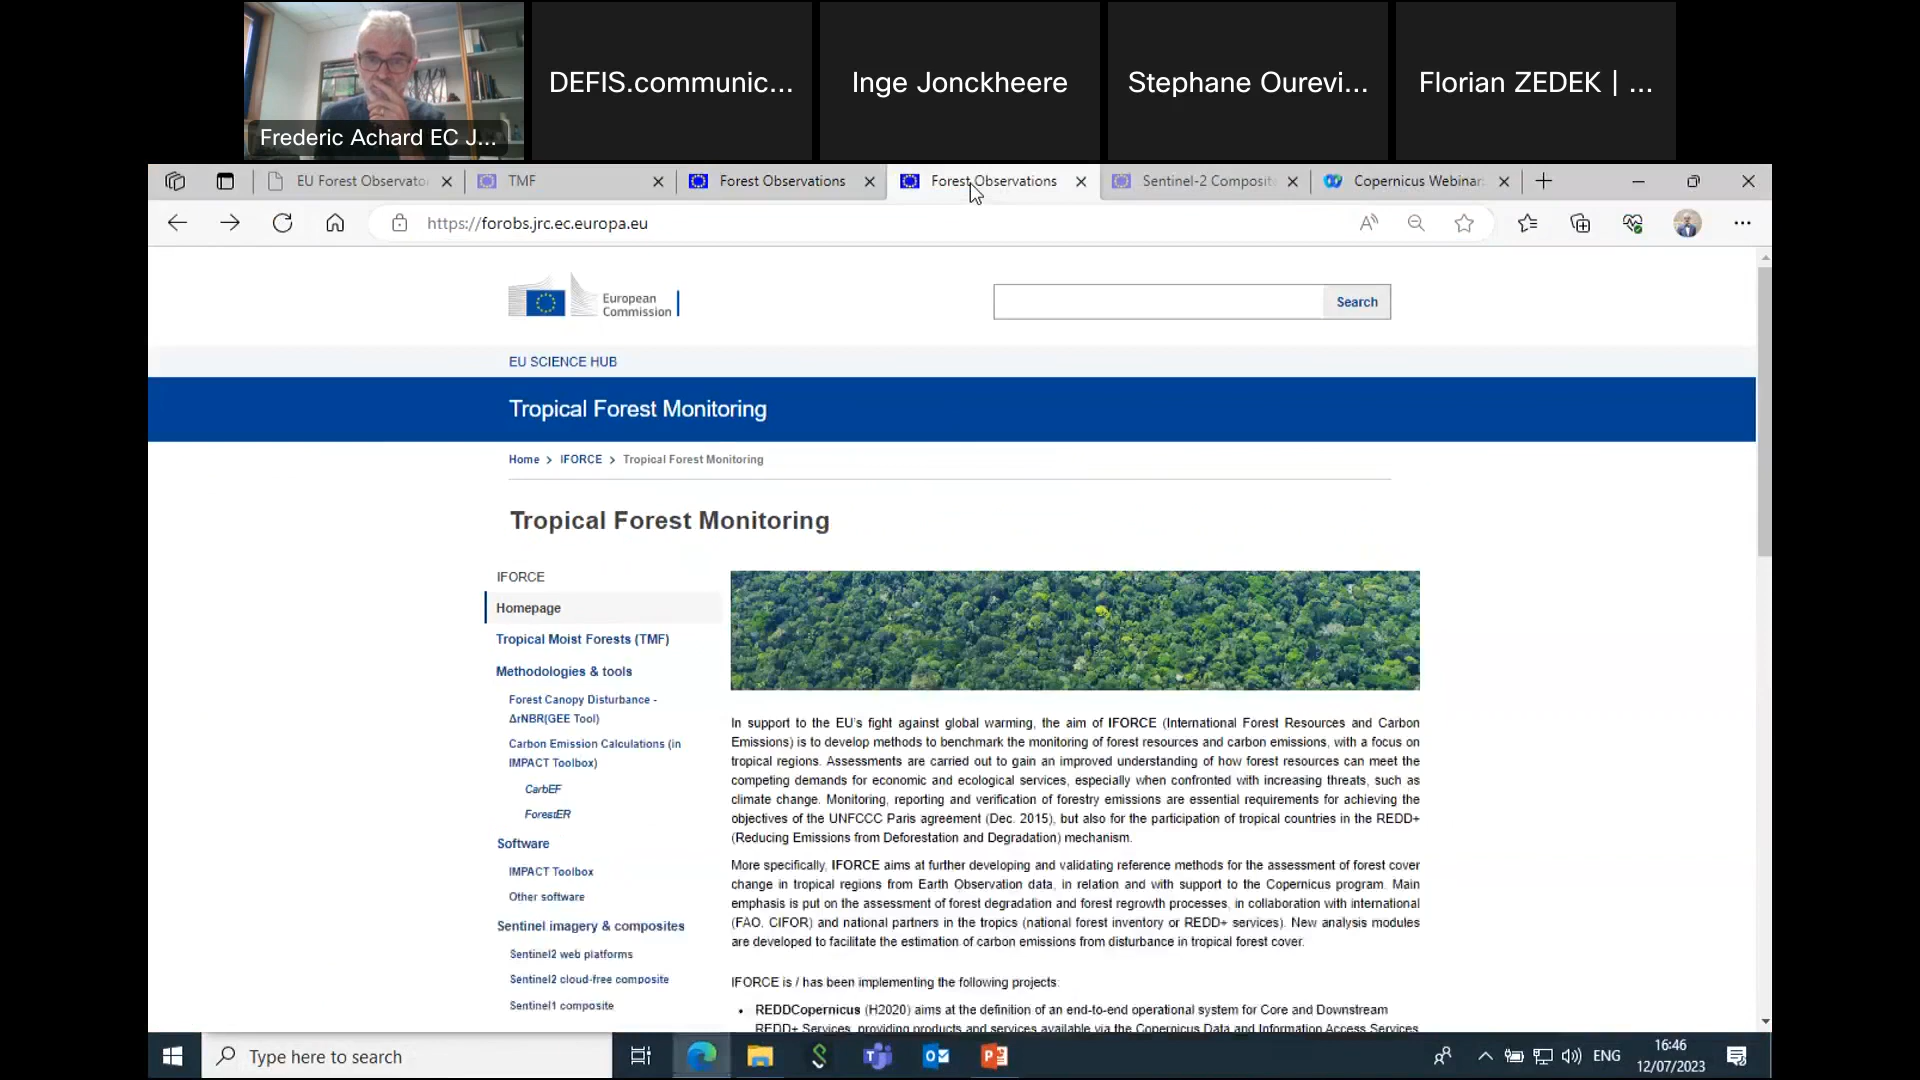 DEFIS.communic...
Inge Jonckheere
Stephane Ourevi...
Florian ZEDEK | ...
Frederic Achard EC J...
EU Forest Observato
TMF
Forest Observations
Forest Observations
Sentinel-2 Composit
Copernicus Webinar
https://forobs.jrc.ec.europa.eu
European
Commission
Search
EU SCIENCE HUB
Tropical Forest Monitoring
Home > IFORCE > Tropical Forest Monitoring
Tropical Forest Monitoring
IFORCE
Homepage
Tropical Moist Forests (TMF)
Methodologies & tools
Forest Canopy Disturbance -
ΔrNBR(GEE Tool)
Carbon Emission Calculations (in
IMPACT Toolbox)
CarbEF
ForestER
Software
IMPACT Toolbox
Other software
Sentinel imagery & composites
Sentinel2 web platforms
Sentinel2 cloud-free composite
Sentinel1 composite
In support to the EU's fight against global warming, the aim of IFORCE (International Forest Resources and Carbon
Emissions) is to develop methods to benchmark the monitoring of forest resources and carbon emissions, with a focus on
tropical regions. Assessments are carried out to gain an improved understanding of how forest resources can meet the
competing demands for economic and ecological services, especially when confronted with increasing threats, such as
climate change. Monitoring, reporting and verification of forestry emissions are essential requirements for achieving the
objectives of the UNFCCC Paris agreement (Dec. 2015), but also for the participation of tropical countries in the REDD+
(Reducing Emissions from Deforestation and Degradation) mechanism.
More specifically, IFORCE aims at further developing and validating reference methods for the assessment of forest cover
change in tropical regions from Earth Observation data, in relation and with support to the Copernicus program. Main
emphasis is put on the assessment of forest degradation and forest regrowth processes, in collaboration with international
(FAO, CIFOR) and national partners in the tropics (national forest inventory or REDD+ services). New analysis modules
are developed to facilitate the estimation of carbon emissions from disturbance in tropical forest cover.
IFORCE is / has been implementing the following projects:
• REDDCopernicus (H2020) aims at the definition of an end-to-end operational system for Core and Downstream
REDD+ Services, providing products and services available via the Copernicus Data and Information Access Services
Type here to search
ENG
16:46
12/07/2023